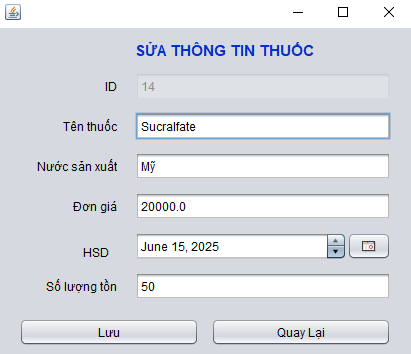 SỬA THÔNG TIN THUỐC
ID 14
Tên thuốc Sucralfate
Nước sản xuất Mỹ
Đơn giá 20000.0
HSD June 15, 2025
Số lượng tồn 50
Lưu Quay Lại